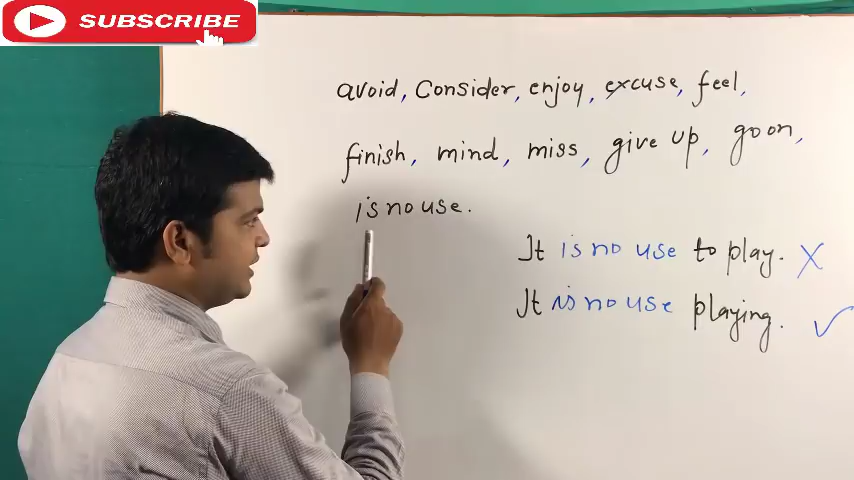 SUBSCRIBE
avoid, Consider, enjoy, excuse, feel,
finish, mind, miss, give up, go on,
is no use.
It is no use to play. X
It is no use playing. ✓